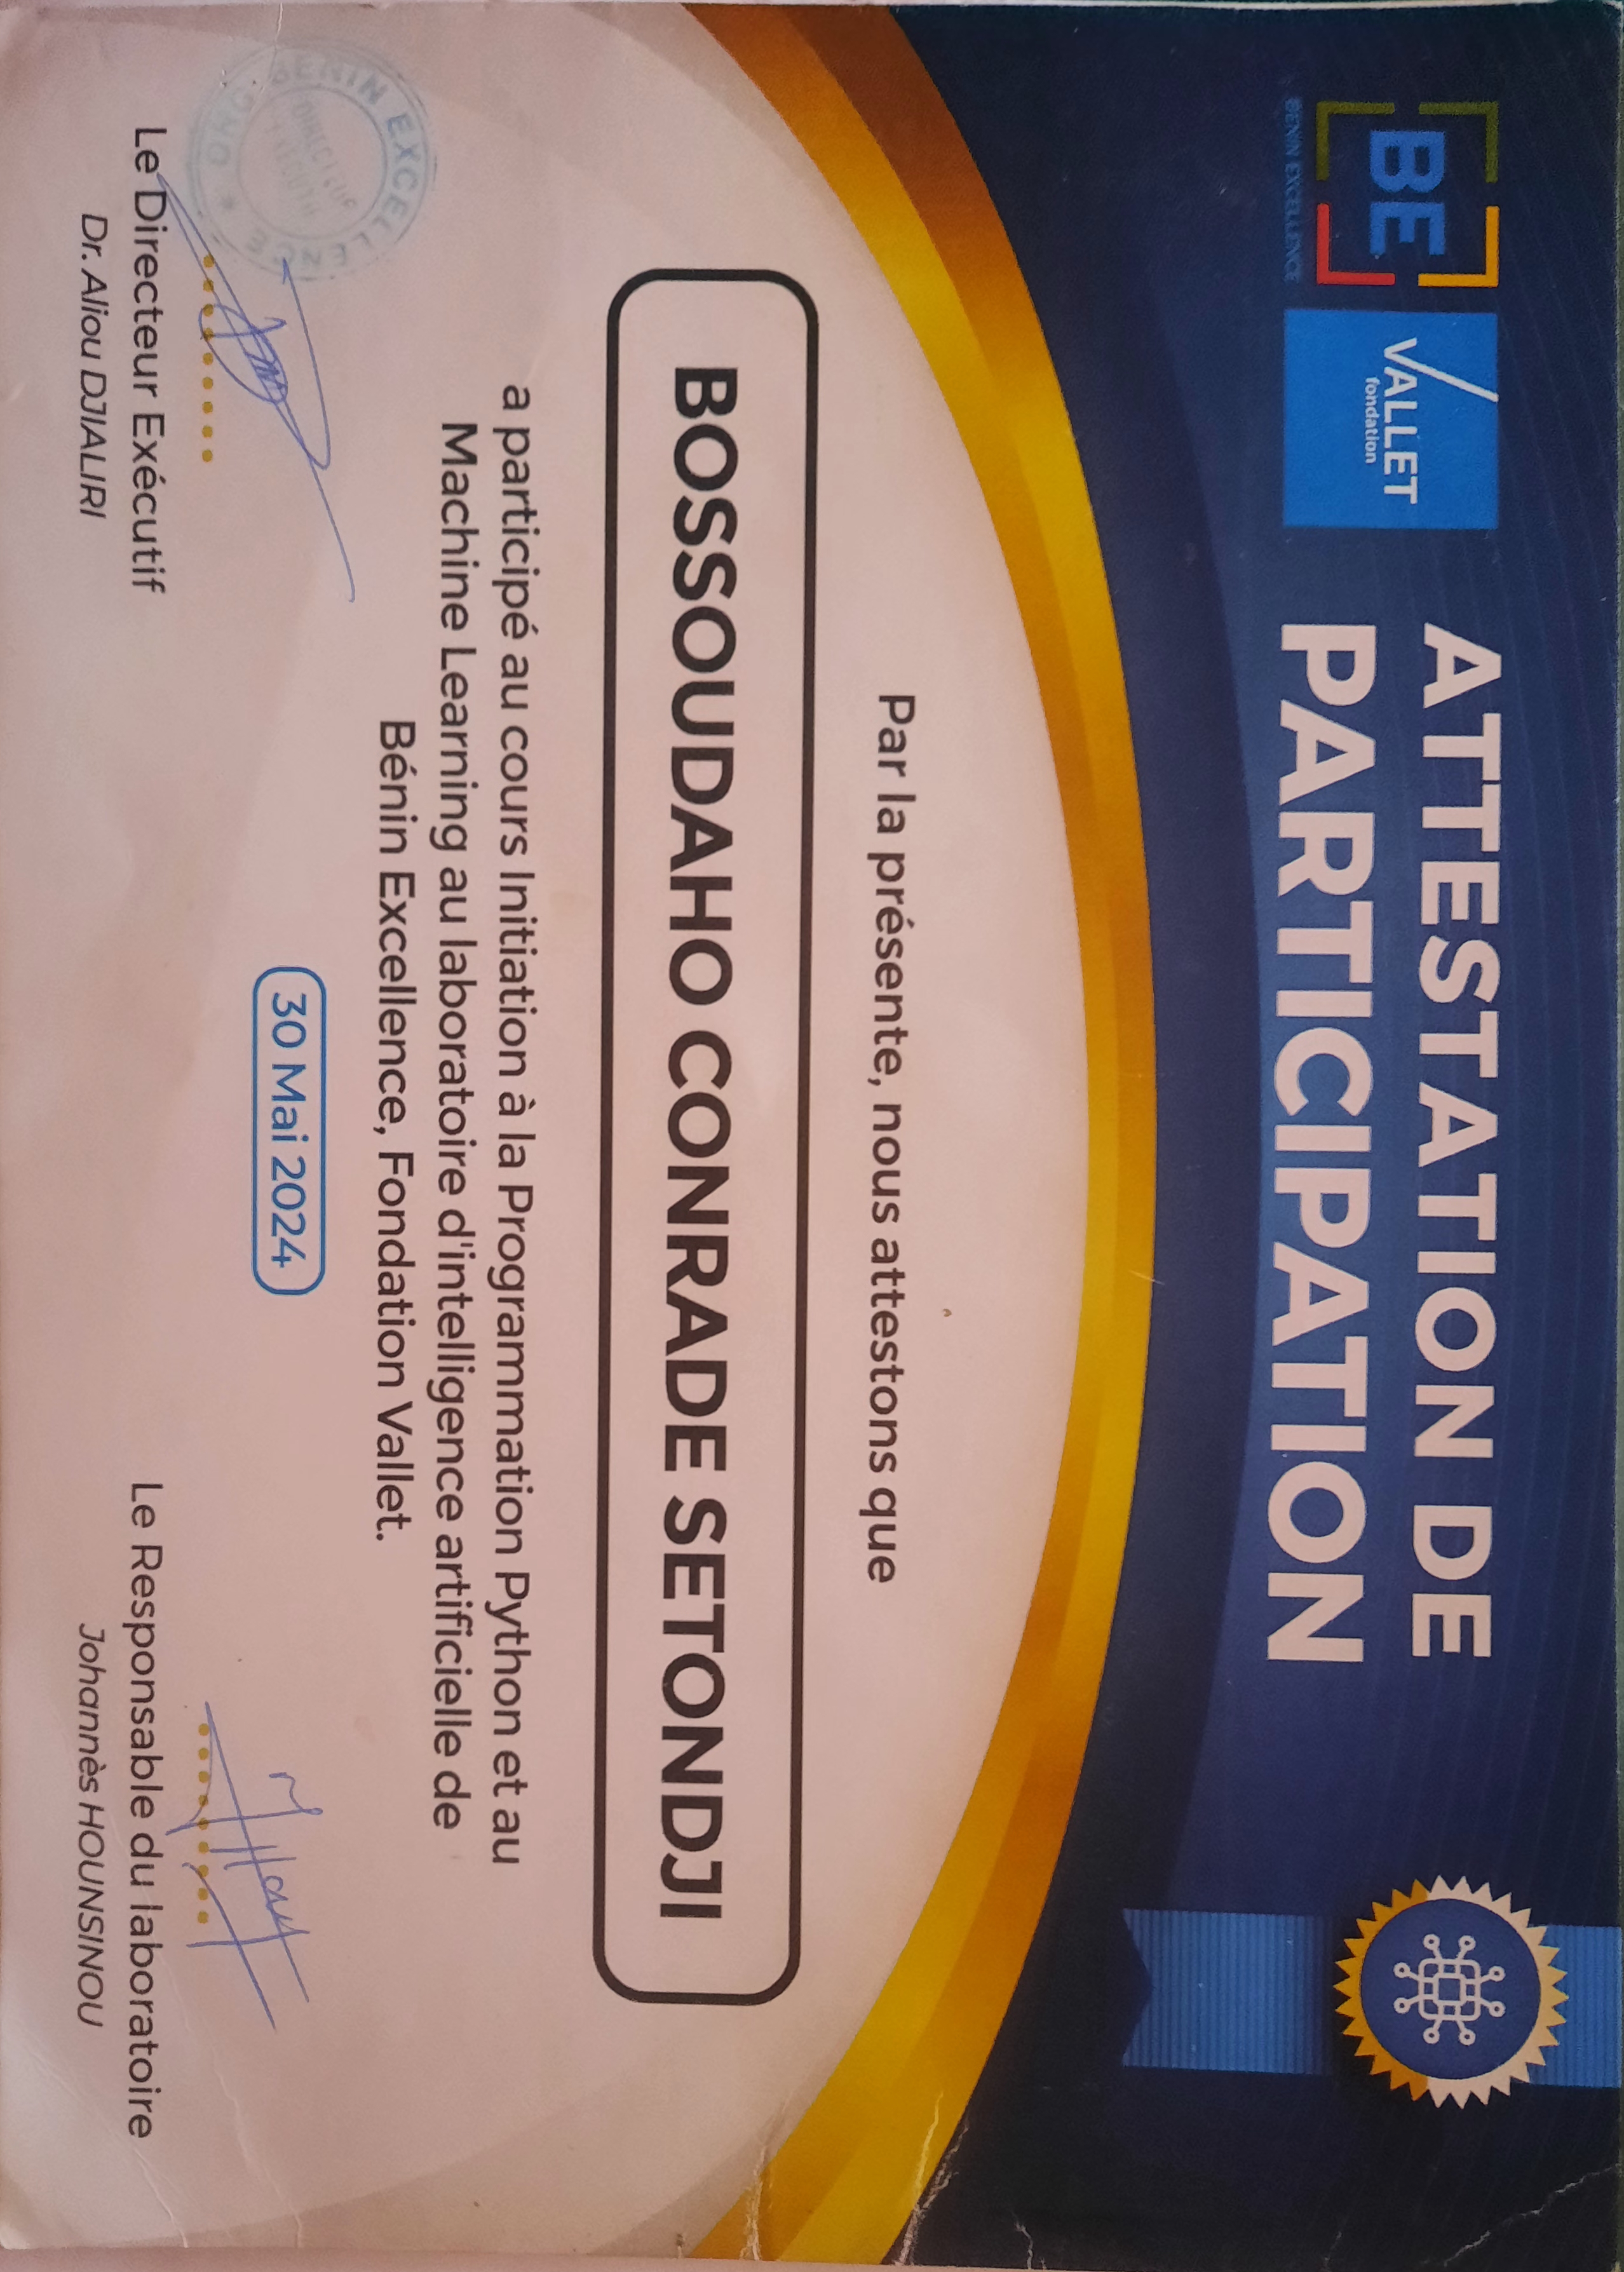 BE
BENIN EXCELLENCE
VALLET
fondation
ATTESTATION DE
PARTICIPATION
Par la présente, nous attestons que
BOSSOUDAHO CONRADE SETONDJI
a participé au cours Initiation à la Programmation Python et au
Machine Learning au laboratoire d'intelligence artificielle de
Bénin Excellence, Fondation Vallet.
30 Mai 2024
ONG BENIN EXCELLENCE
DIRECTEUR
Le Directeur Exécutif
Dr. Aliou DJIALIRI
Le Responsable du laboratoire
Johannès HOUNSINOU